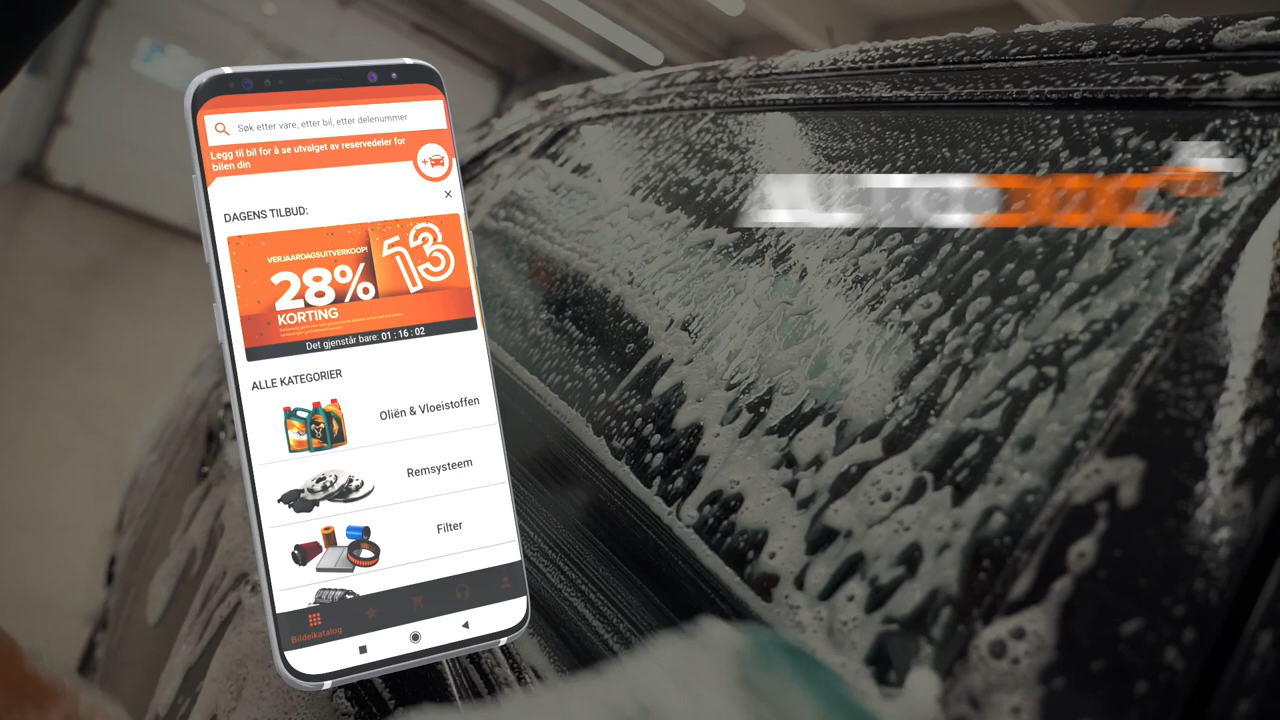 Søk etter vare, etter bil, etter delenummer
Legg til bil for å se utvalget av reservedeler for
bilen din
DAGENS TILBUD:
VERJAARDAGSUITVERKOOP!
28%
13
KORTING
Det gjenstår bare: 01 : 16 : 02
ALLE KATEGORIER
Oliën & Vloeistoffen
Remsysteem
Filter
Bildelkatalog